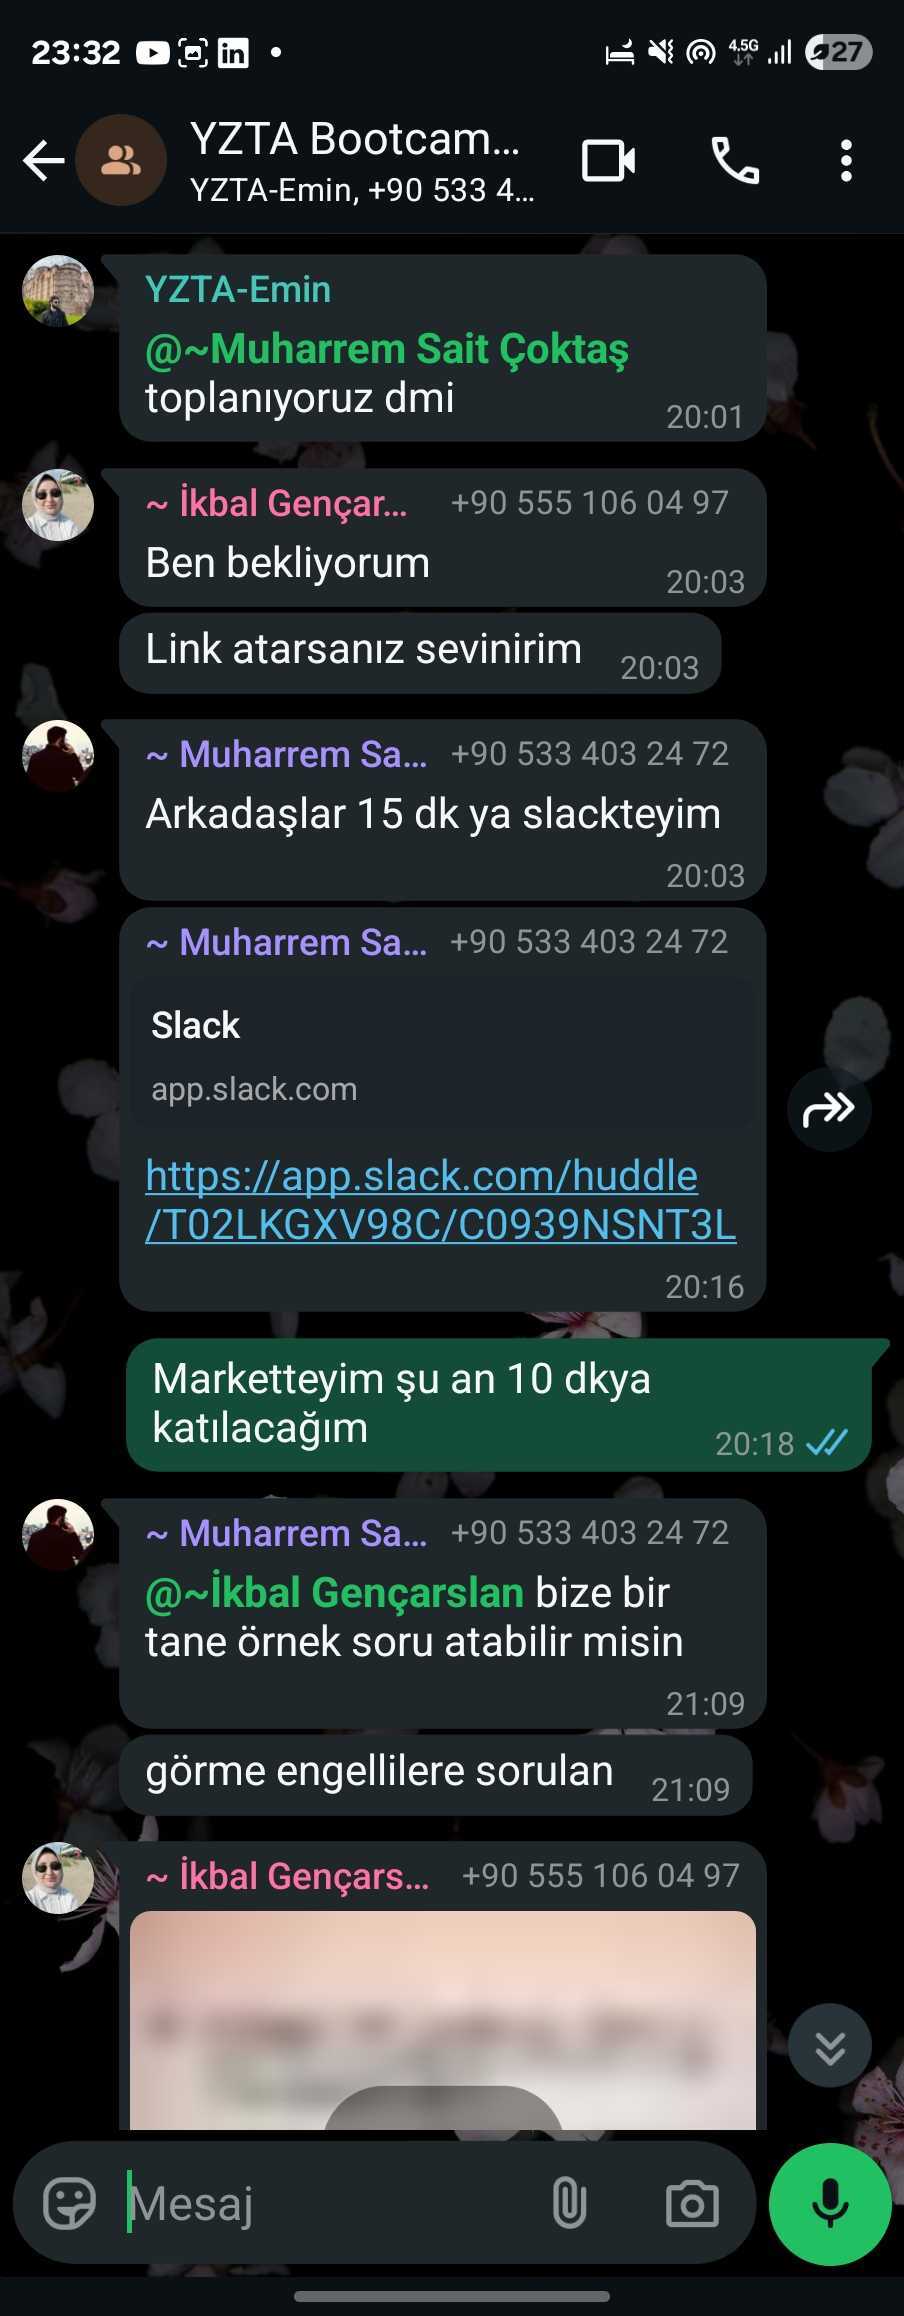 23:32
4.5G
27
YZTA Bootcam...
YZTA-Emin, +90 533 4...
YZTA-Emin
@~Muharrem Sait Çoktaş
toplanıyoruz dmi
20:01
~ İkbal Gençar... +90 555 106 04 97
Ben bekliyorum
20:03
Link atarsanız sevinirim
20:03
~ Muharrem Sa... +90 533 403 24 72
Arkadaşlar 15 dk ya slackteyim
20:03
~ Muharrem Sa... +90 533 403 24 72
Slack
app.slack.com
https://app.slack.com/huddle
/T02LKGXV98C/C0939NSNT3L
20:16
Marketteyim şu an 10 dkya
katılacağım
20:18
~ Muharrem Sa... +90 533 403 24 72
@~İkbal Gençarslan bize bir
tane örnek soru atabilir misin
21:09
görme engellilere sorulan
21:09
~ İkbal Gençars... +90 555 106 04 97
Mesaj